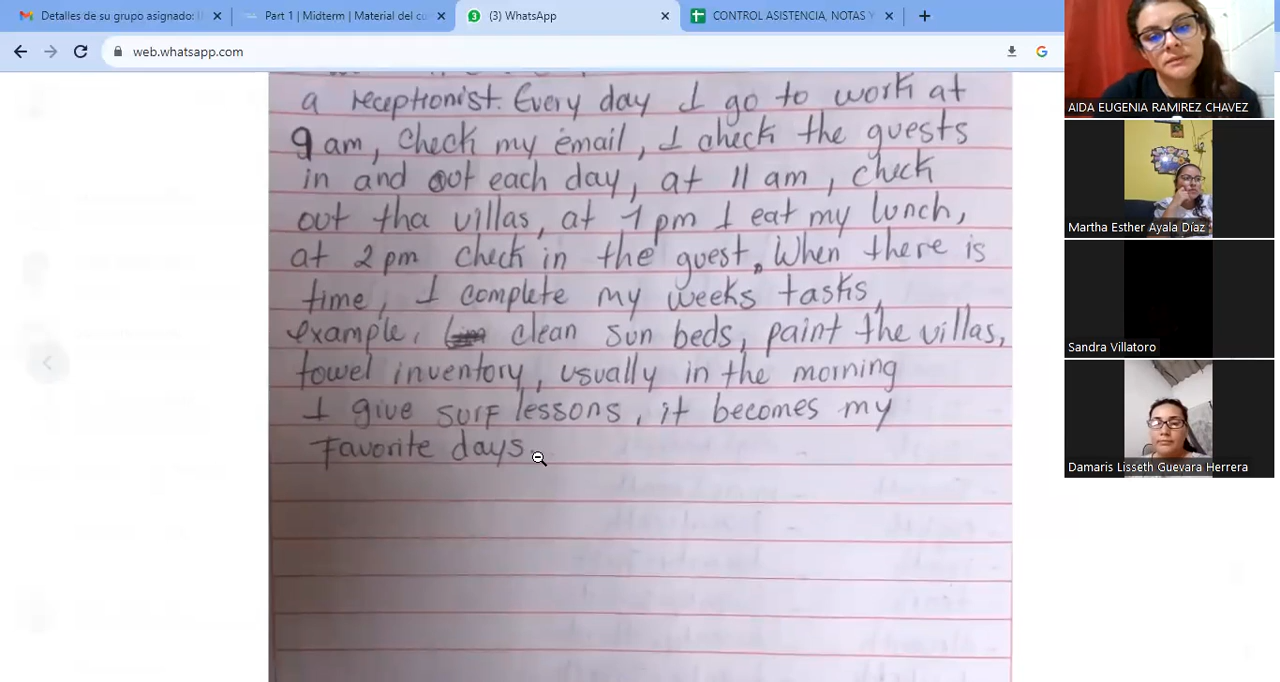 Detalles de su grupo asignado: I
Part 1 | Midterm | Material del cu
(3) WhatsApp
CONTROL ASISTENCIA, NOTAS Y
web.whatsapp.com
a receptionist. Every day I go to work at
9 am, check my email, I check the guests
in and out each day, at 11 am, check
out tha villas, at 1 pm I eat my lunch,
at 2 pm check in the guest. When there is
time, I complete my weeks tasks,
example, clean sun beds, paint the villas,
towel inventory, usually in the morning
I give surf lessons, it becomes my
favorite days.
AIDA EUGENIA RAMIREZ CHAVEZ
Martha Esther Ayala Díaz
Sandra Villatoro
Damaris Lisseth Guevara Herrera